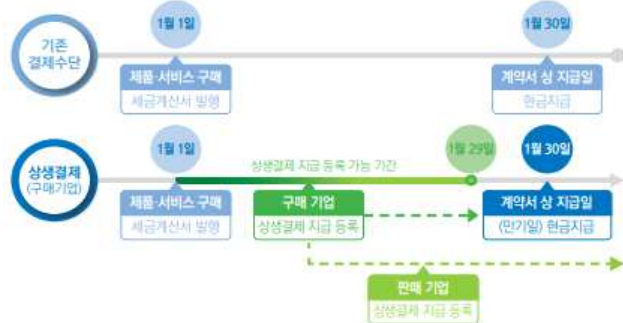 기존
결제수단
1월 1일
1월 30일
제품·서비스 구매
세금계산서 발행
계약서 상 지급일
현금지급
상생결제
(구매기업)
1월 1일
상생결제 지급 등록 가능 기간
1월 29일
1월 30일
제품·서비스 구매
세금계산서 발행
구매 기업
상생결제 지급 등록
계약서 상 지급일
(만기일) 현금지급
판매 기업
상생결제 지급 등록